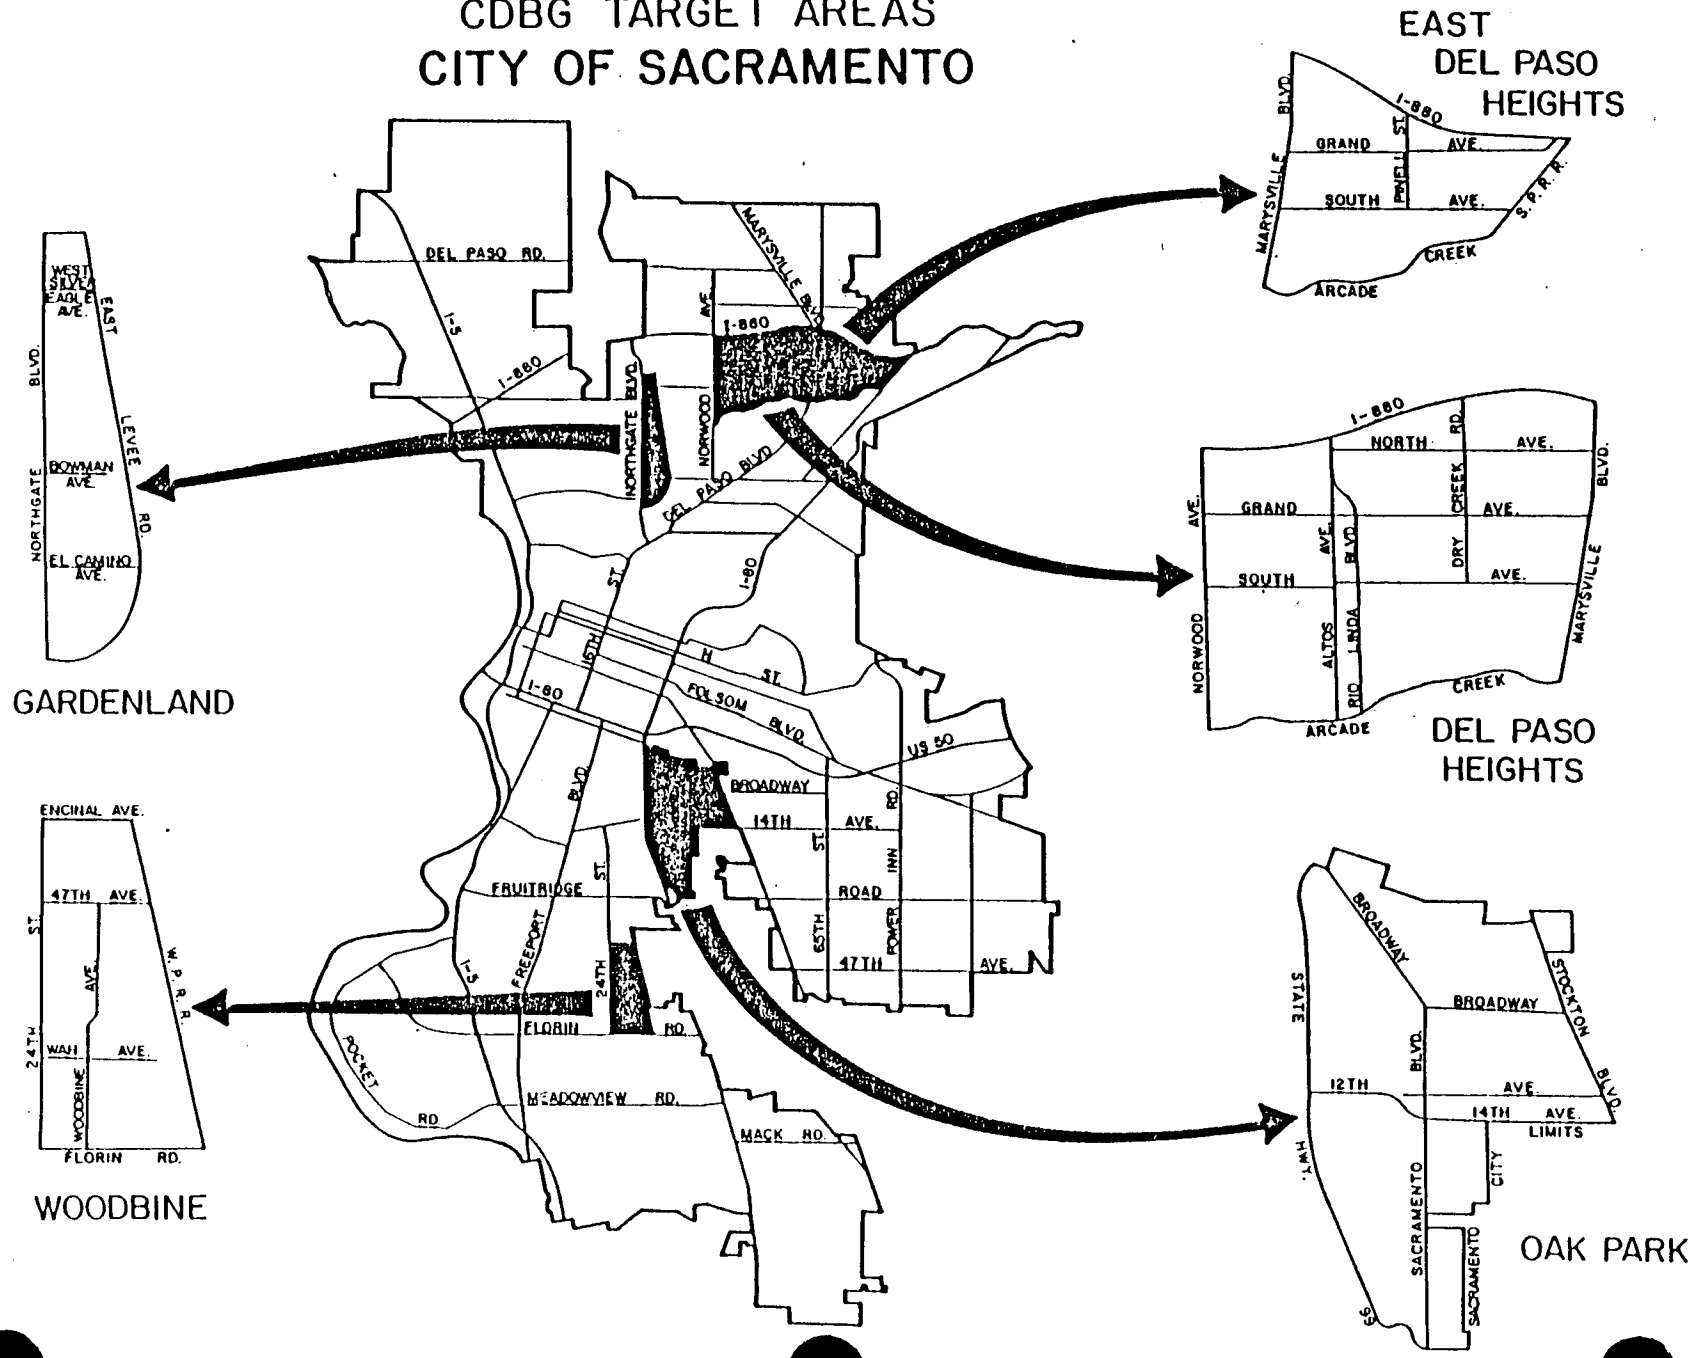 CDBG TARGET AREAS
CITY OF SACRAMENTO
EAST
DEL PASO
HEIGHTS
BLVD.
MARYSVILLE
I-880
GRAND AVE.
PINELL ST.
SOUTH AVE.
S. P. R. R.
CREEK
ARCADE
WEST
SILVER
EAGLE
AVE.
EAST LEVEE RD.
NORTHGATE BLVD.
BOWMAN
AVE.
EL CAMINO
AVE.
GARDENLAND
DEL PASO RD.
MARYSVILLE BLVD.
I-5
I-880
I-880
NORWOOD AVE.
NORTHGATE BLVD.
DEL PASO BLVD
I-80
16TH ST.
I-80
H ST.
FOLSOM BLVD.
US 50
BROADWAY
14TH AVE.
65TH ST.
POWER INN RD.
FRUITRIDGE ROAD
FREEPORT BLVD.
24TH ST.
47TH AVE.
I-5
FLORIN RD.
POCKET RD.
MEADOWVIEW RD.
MACK RD.
I-880
NORTH AVE.
DRY CREEK RD.
GRAND AVE.
SOUTH AVE.
NORWOOD AVE.
ALTOS AVE.
RIO LINDA BLVD
MARYSVILLE BLVD.
ARCADE CREEK
DEL PASO
HEIGHTS
ENCINAL AVE.
47TH AVE.
24TH ST.
W. P. R. R.
WAH AVE.
WOODBINE AVE.
FLORIN RD.
WOODBINE
BROADWAY
BROADWAY
STOCKTON BLVD.
STATE HWY. 99
12TH AVE.
14TH AVE.
LIMITS
CITY
SACRAMENTO BLVD.
SACRAMENTO
OAK PARK